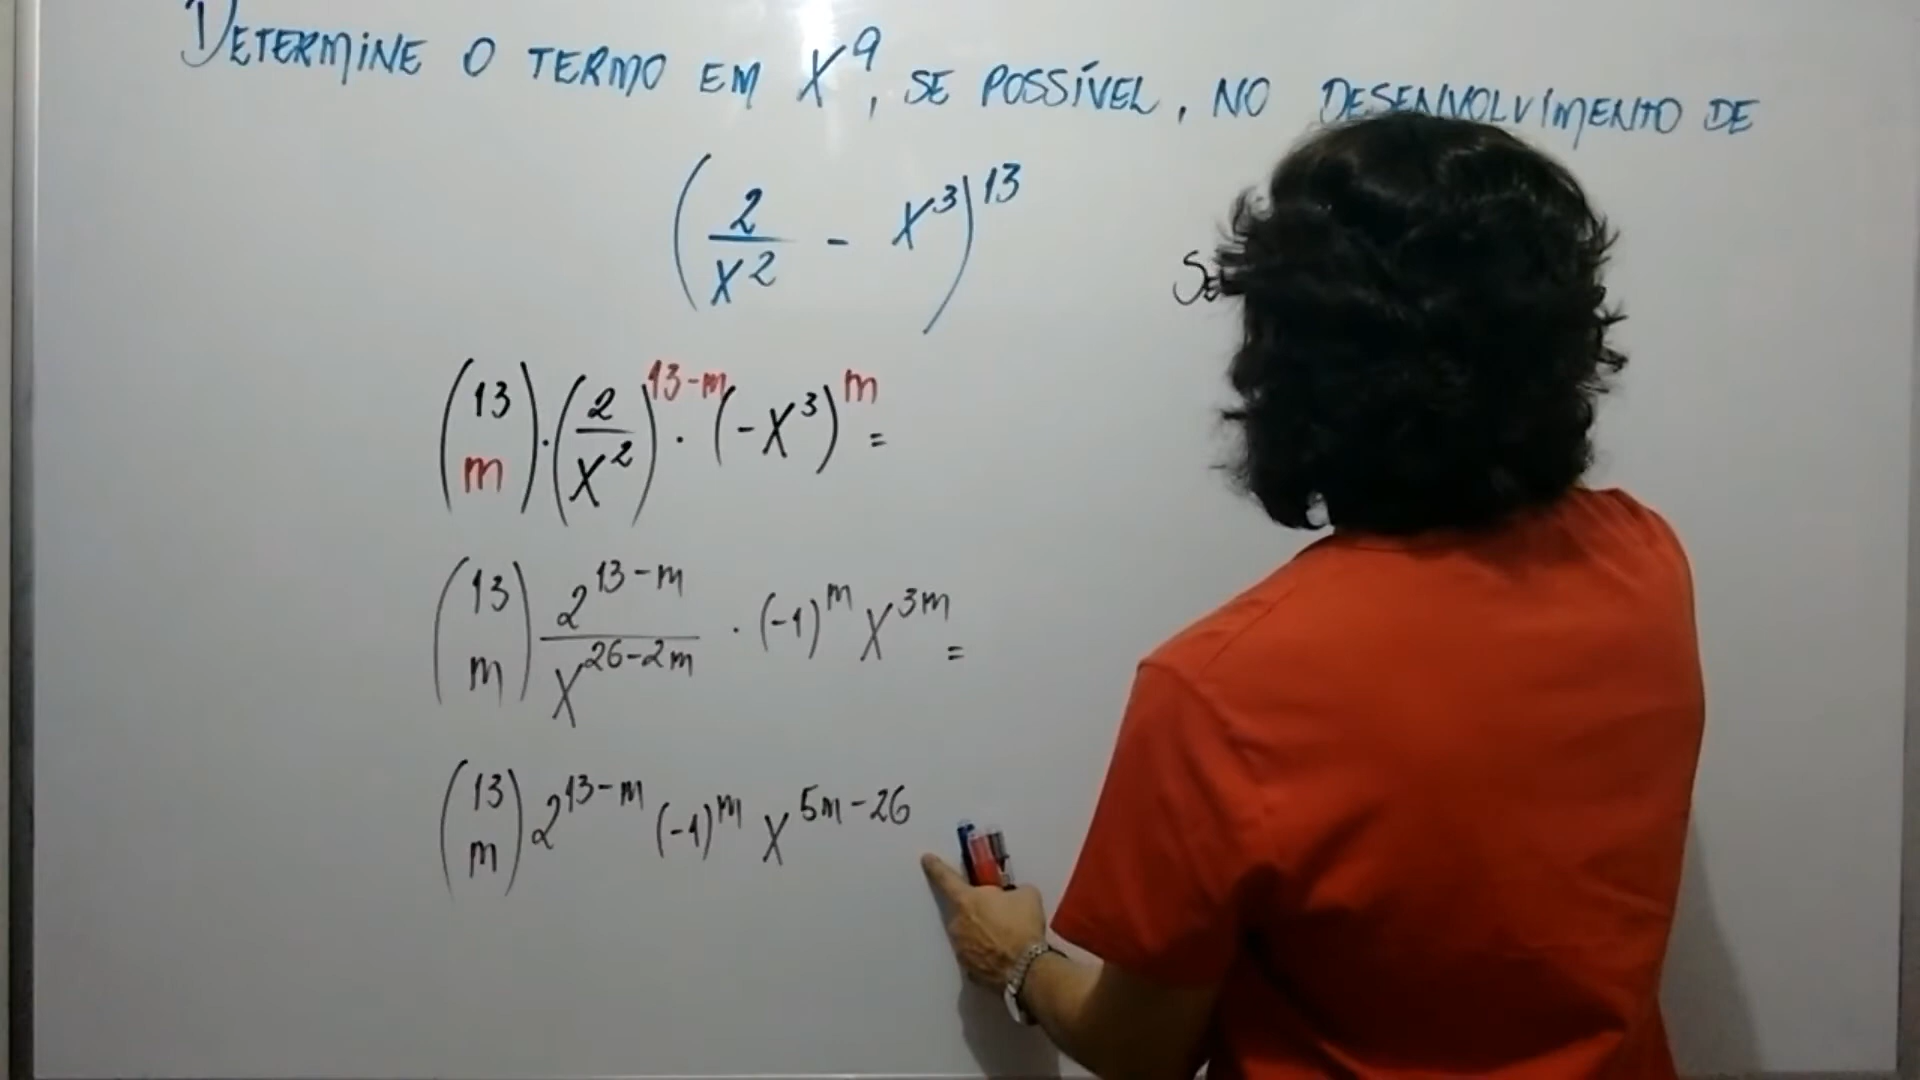 DETERMINE O TERMO EM X⁹, SE POSSÍVEL, NO DESENVOLVIMENTO DE
(2/X² - X³)¹³
(13 m)·(2/X²)^(13-m) · (-X³)^m =
(13 m) 2^(13-m)/X^(26-2m) · (-1)^m X^(3m) =
(13 m) 2^(13-m) (-1)^m X^(5m-26)